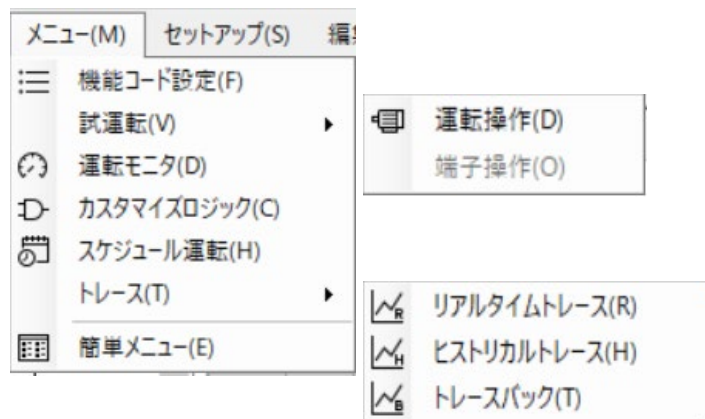 メニュー(M) セットアップ(S) 編
機能コード設定(F)
試運転(V)
運転モニタ(D)
カスタマイズロジック(C)
スケジュール運転(H)
トレース(T)
簡単メニュー(E)
運転操作(D)
端子操作(O)
リアルタイムトレース(R)
ヒストリカルトレース(H)
トレースバック(T)